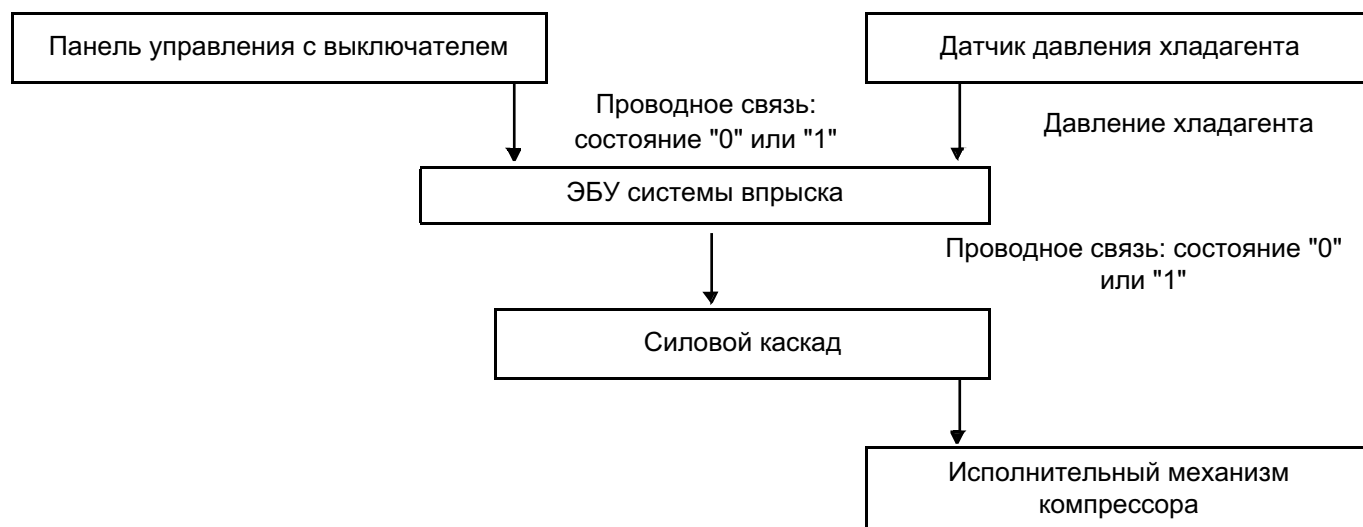 Панель управления с выключателем
Датчик давления хладагента
Проводное связь:
состояние "0" или "1"
Давление хладагента
ЭБУ системы впрыска
Проводное связь: состояние "0"
или "1"
Силовой каскад
Исполнительный механизм
компрессора